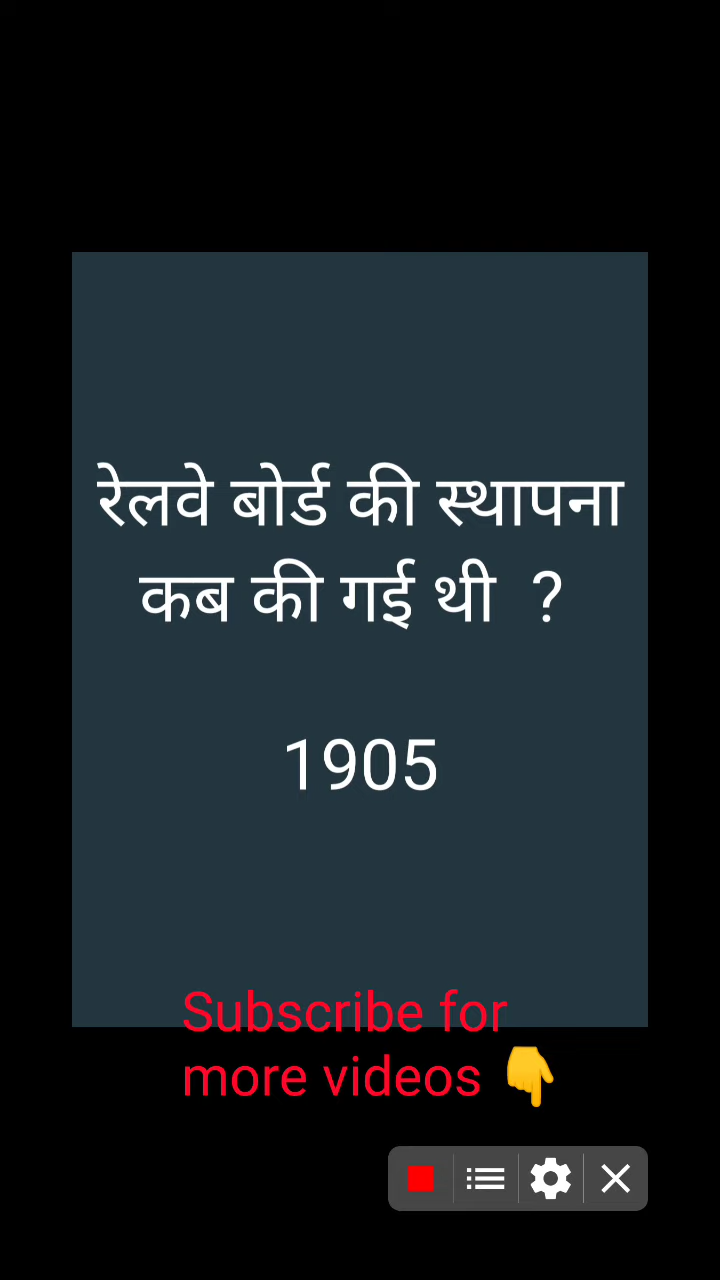 रेलवे बोर्ड की स्थापना
कब की गई थी ?
1905
Subscribe for
more videos 👇